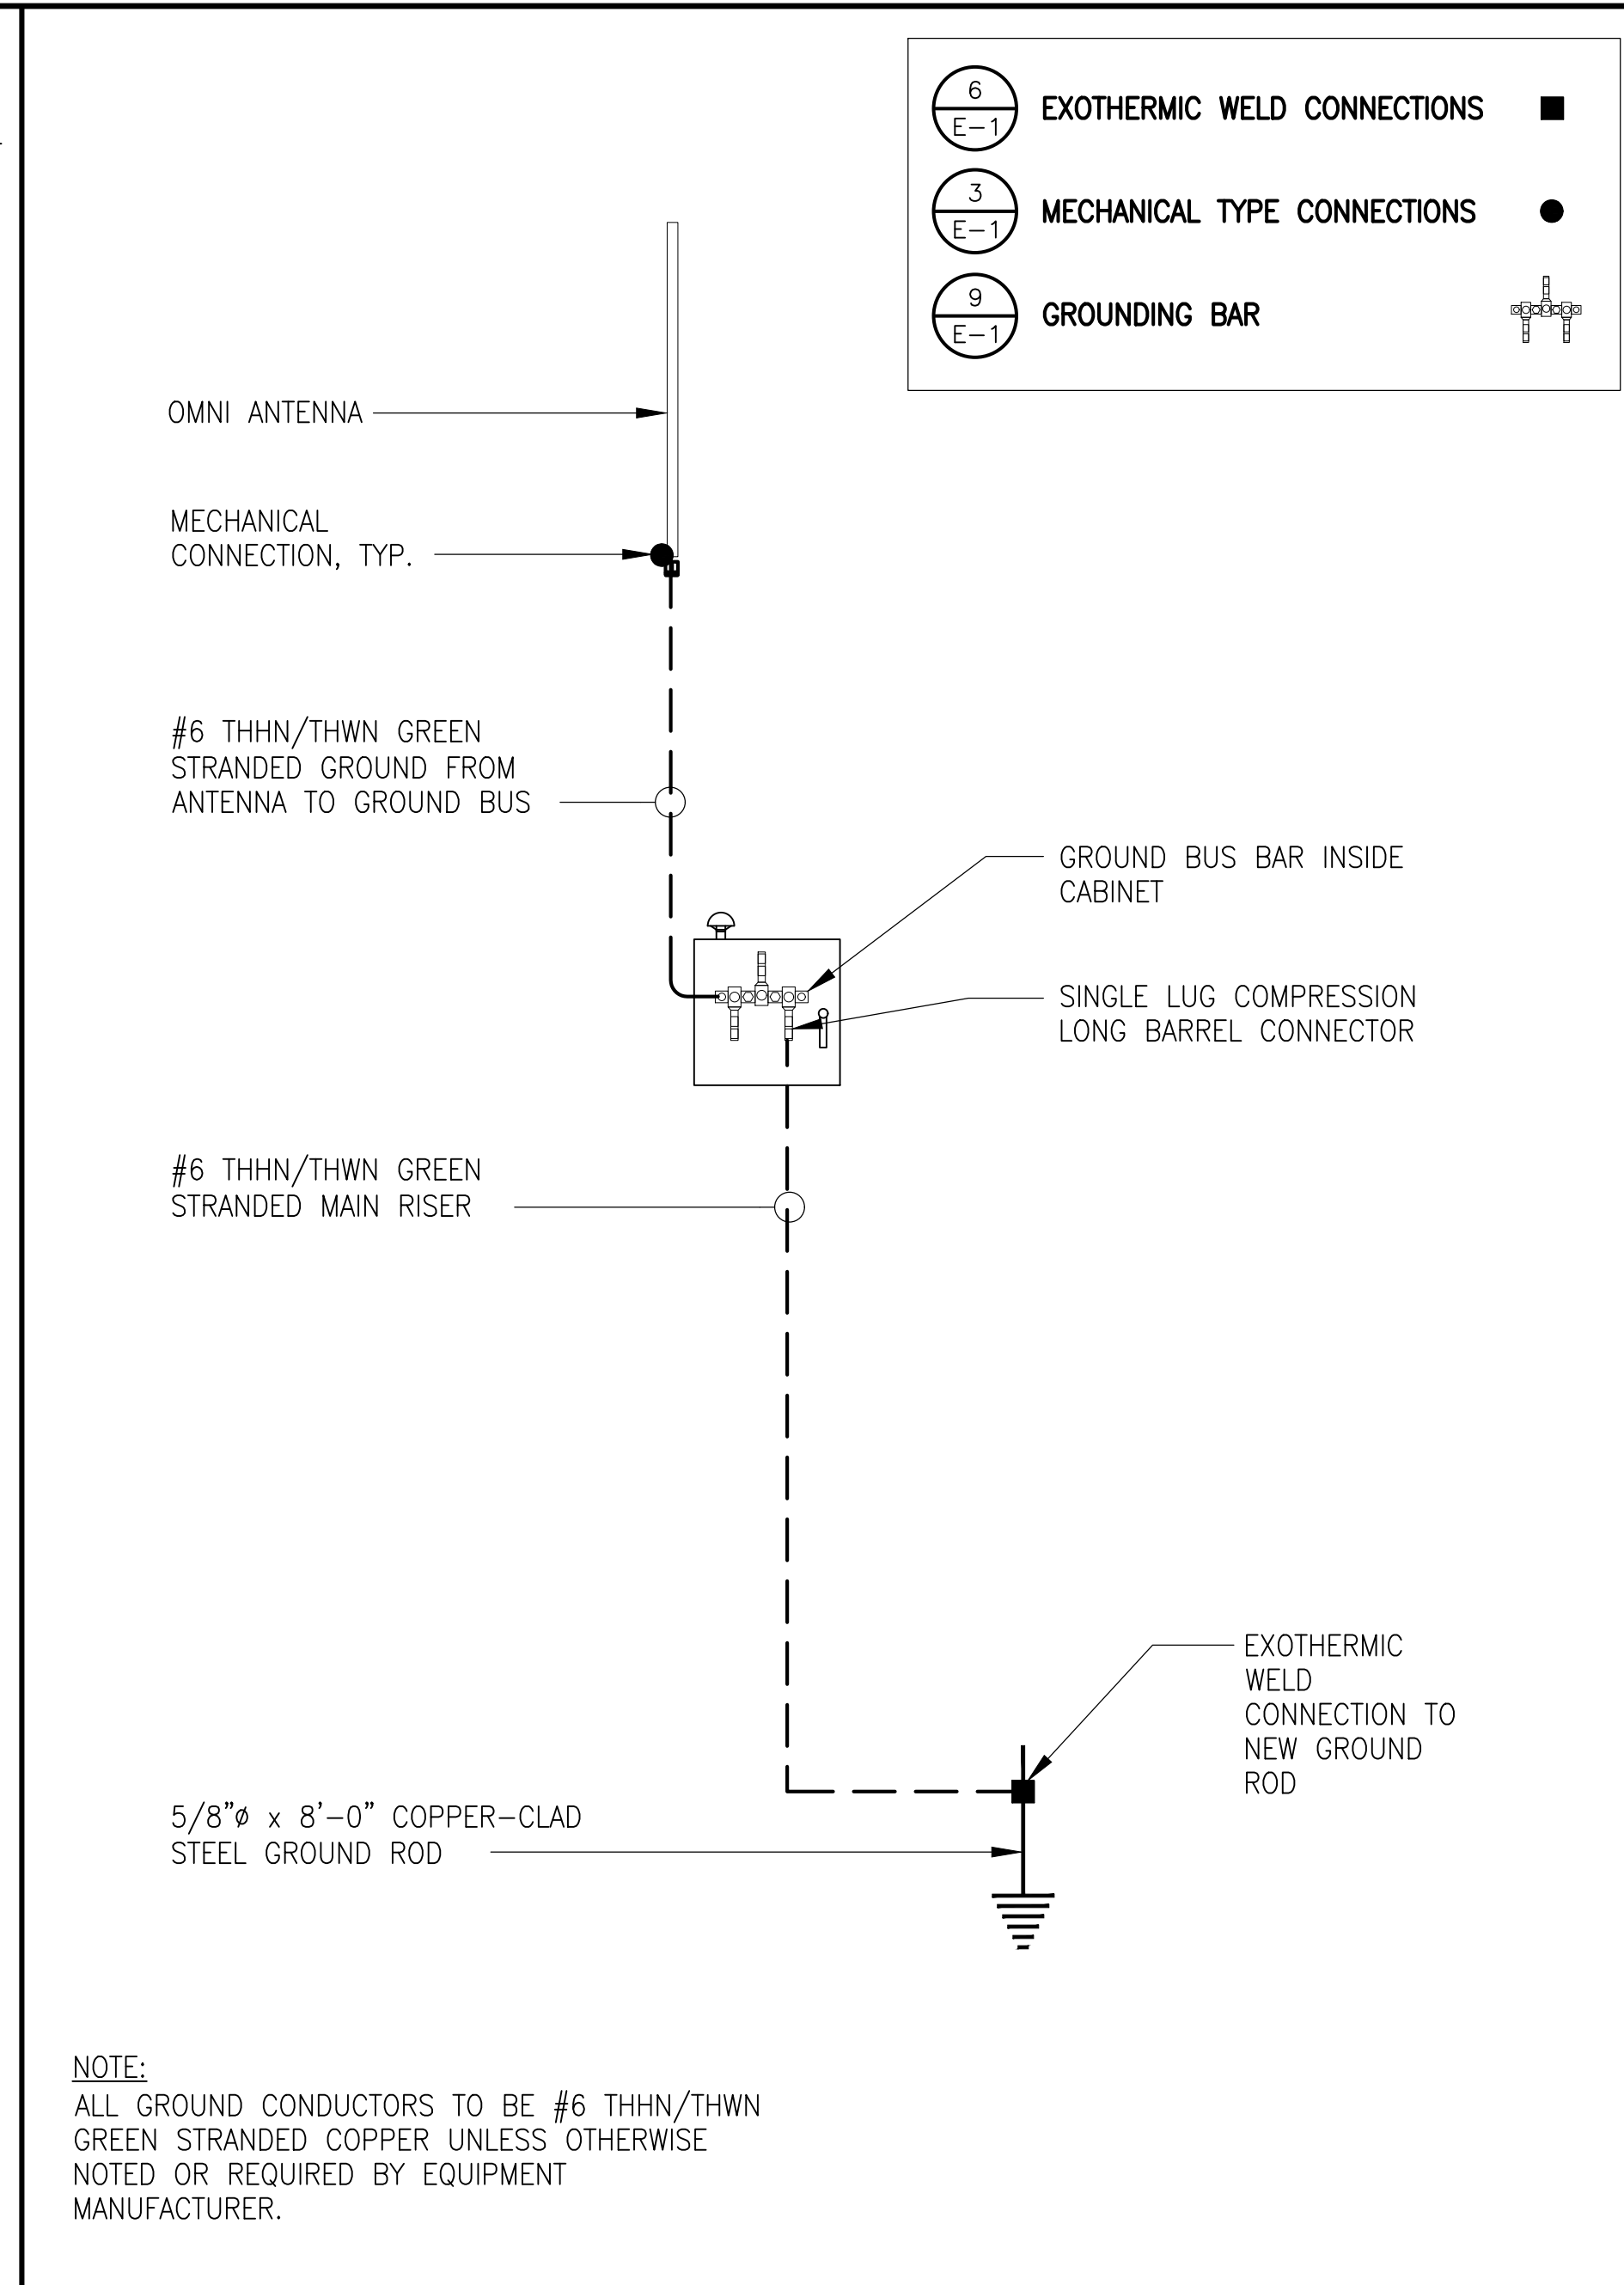 6
E-1
EXOTHERMIC WELD CONNECTIONS
3
E-1
MECHANICAL TYPE CONNECTIONS
9
E-1
GROUNDING BAR
OMNI ANTENNA
MECHANICAL
CONNECTION, TYP.
#6 THHN/THWN GREEN
STRANDED GROUND FROM
ANTENNA TO GROUND BUS
GROUND BUS BAR INSIDE
CABINET
SINGLE LUG COMPRESSION
LONG BARREL CONNECTOR
#6 THHN/THWN GREEN
STRANDED MAIN RISER
EXOTHERMIC
WELD
CONNECTION TO
NEW GROUND
ROD
5/8"ø x 8'-0" COPPER-CLAD
STEEL GROUND ROD
NOTE:
ALL GROUND CONDUCTORS TO BE #6 THHN/THWN
GREEN STRANDED COPPER UNLESS OTHERWISE
NOTED OR REQUIRED BY EQUIPMENT
MANUFACTURER.